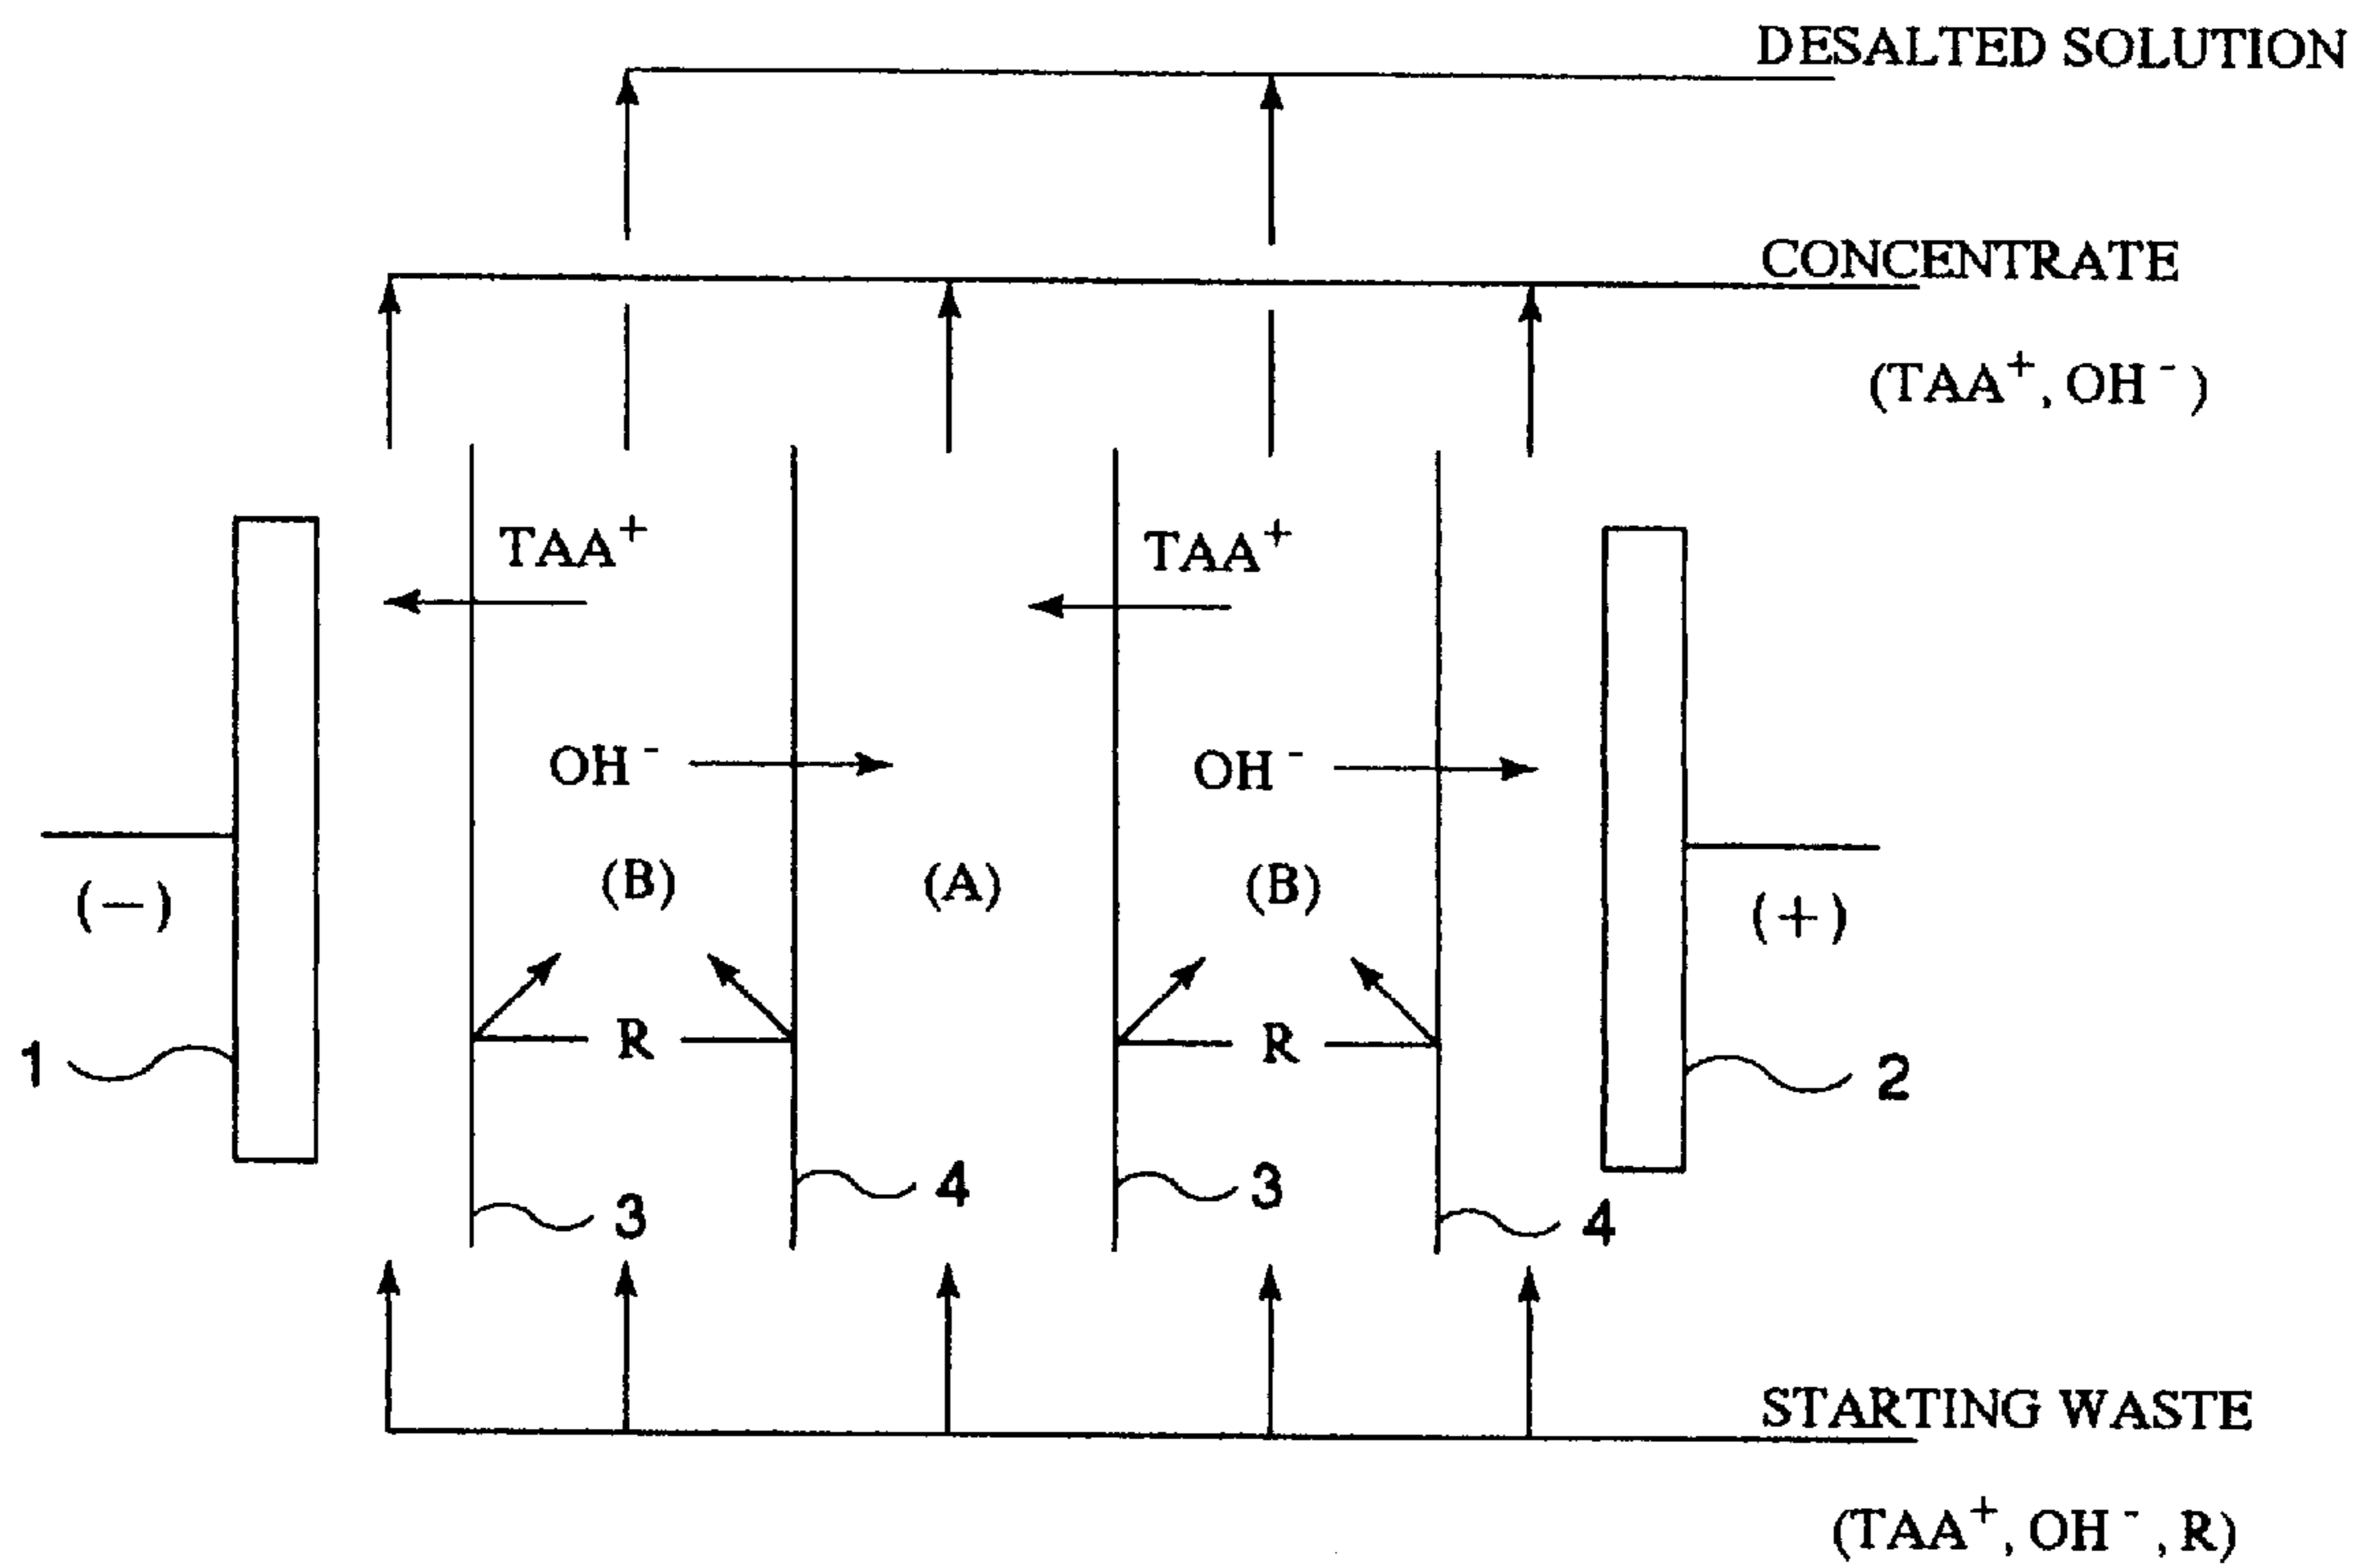 DESALTED SOLUTION
CONCENTRATE
(TAA⁺, OH⁻)
TAA⁺ TAA⁺
OH⁻ OH⁻
(B) (A) (B)
(−) (+)
R R
1 2
3 4 3 4
STARTING WASTE
(TAA⁺, OH⁻, R)